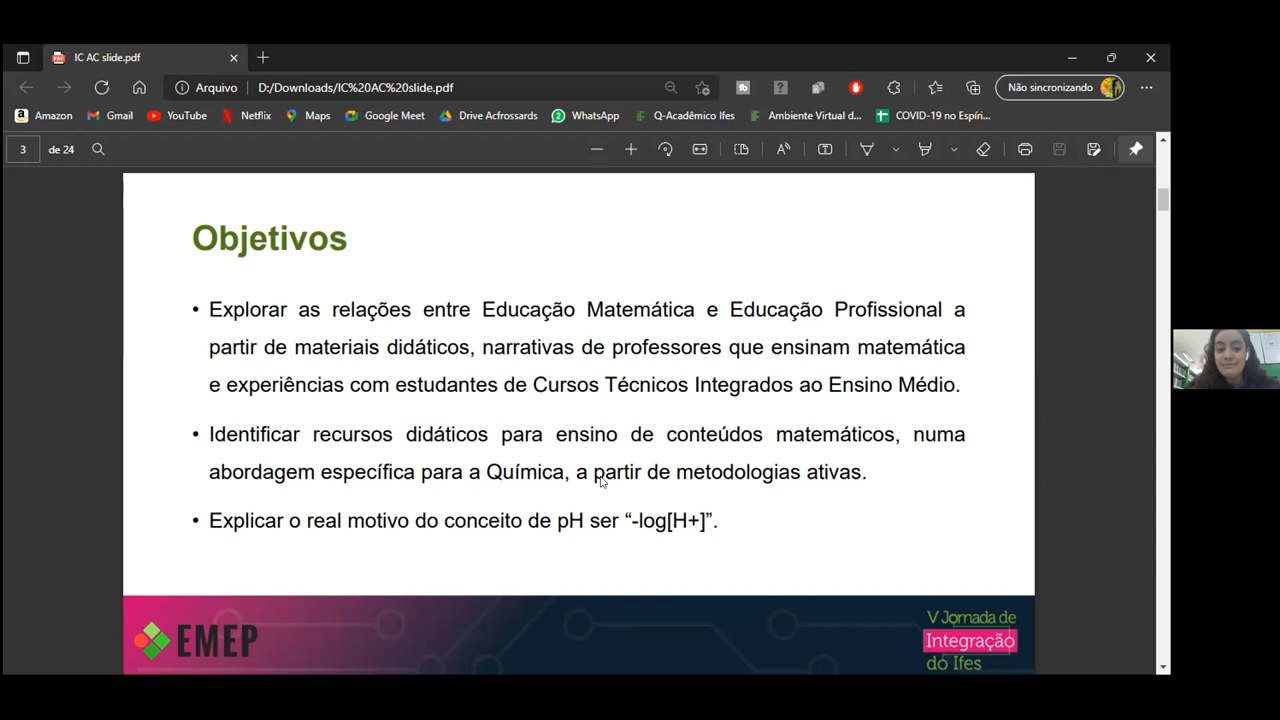 IC AC slide.pdf
Arquivo D:/Downloads/IC%20AC%20slide.pdf
Não sincronizando
Amazon Gmail YouTube Netflix Maps Google Meet Drive Acfrossards WhatsApp Q-Acadêmico Ifes Ambiente Virtual d... COVID-19 no Espíri...
3 de 24
Objetivos
• Explorar as relações entre Educação Matemática e Educação Profissional a
partir de materiais didáticos, narrativas de professores que ensinam matemática
e experiências com estudantes de Cursos Técnicos Integrados ao Ensino Médio.
• Identificar recursos didáticos para ensino de conteúdos matemáticos, numa
abordagem específica para a Química, a partir de metodologias ativas.
• Explicar o real motivo do conceito de pH ser “-log[H+]”.
EMEP
V Jornada de
Integração
do Ifes